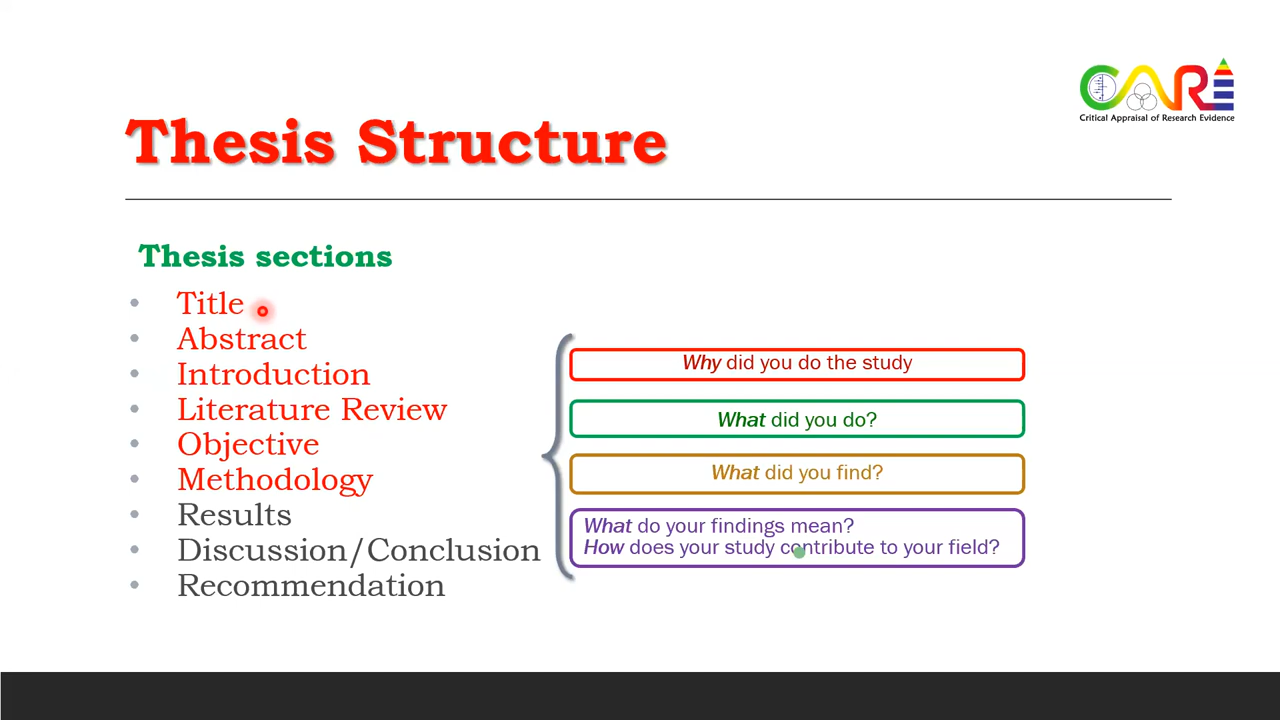 CARE
Critical Appraisal of Research Evidence
Thesis Structure
Thesis sections
• Title
• Abstract
• Introduction
• Literature Review
• Objective
• Methodology
• Results
• Discussion/Conclusion
• Recommendation
Why did you do the study
What did you do?
What did you find?
What do your findings mean?
How does your study contribute to your field?